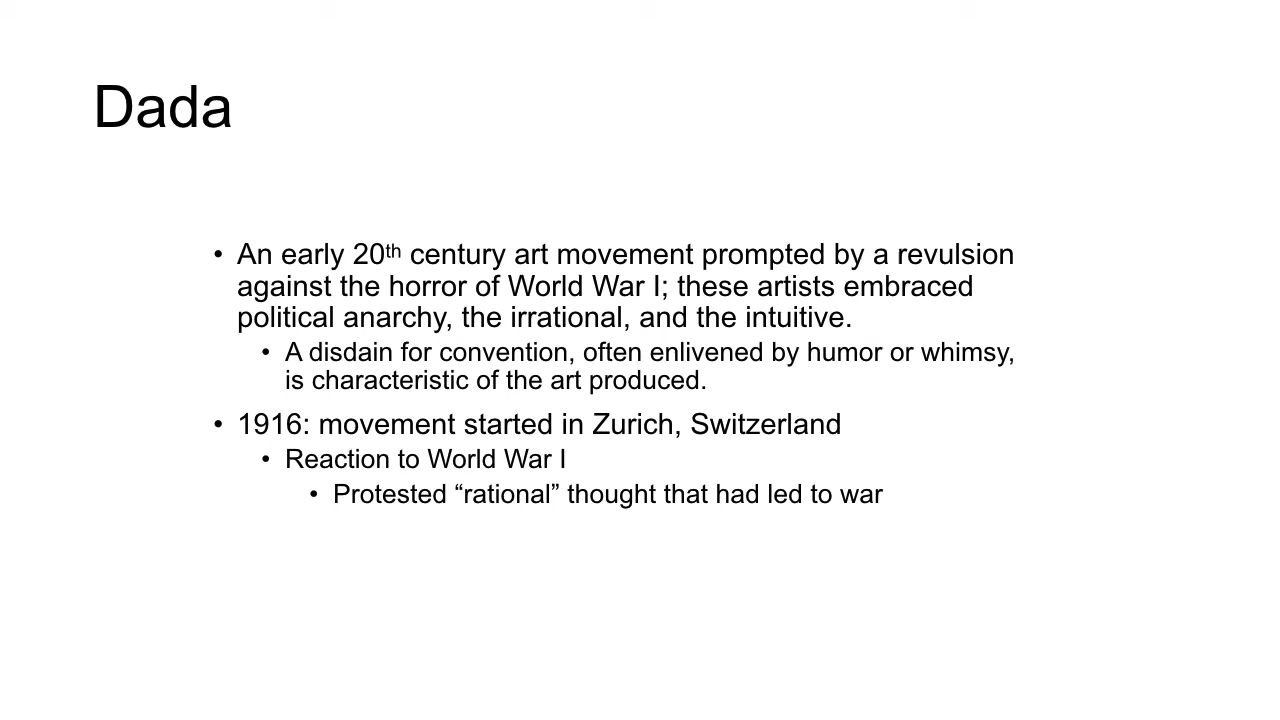 Dada
• An early 20th century art movement prompted by a revulsion
against the horror of World War I; these artists embraced
political anarchy, the irrational, and the intuitive.
• A disdain for convention, often enlivened by humor or whimsy,
is characteristic of the art produced.
• 1916: movement started in Zurich, Switzerland
• Reaction to World War I
• Protested “rational” thought that had led to war